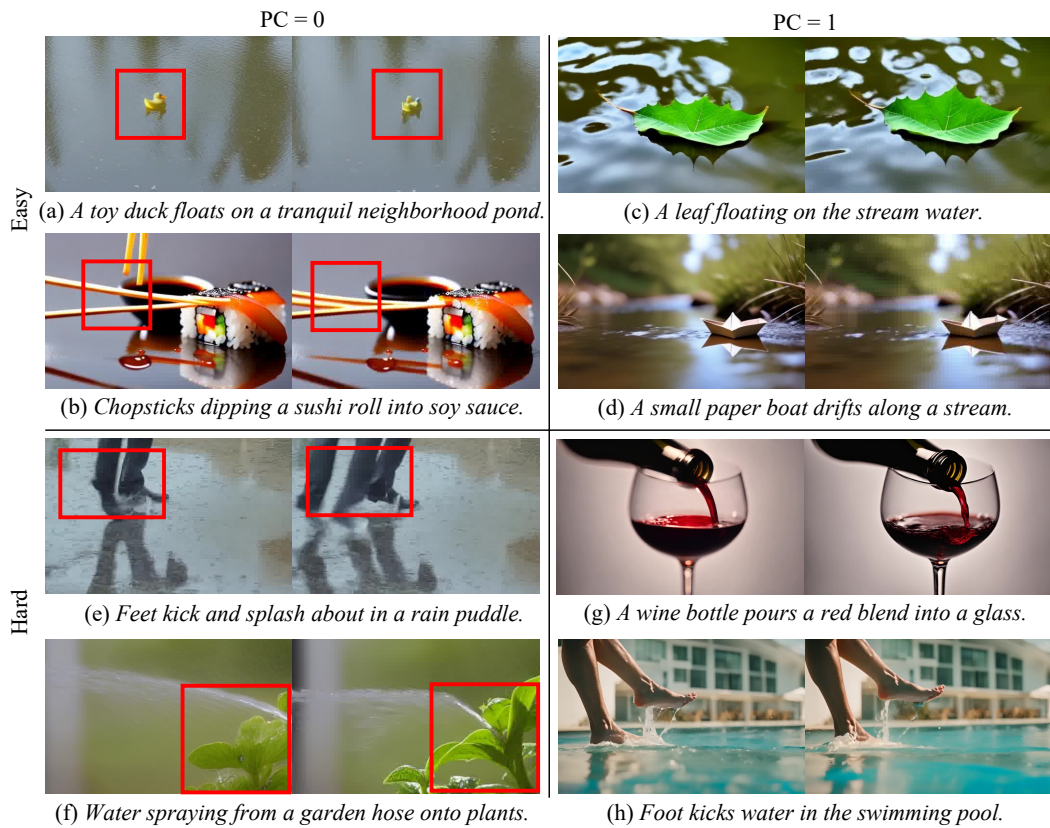 PC = 0
PC = 1
Easy
(a) A toy duck floats on a tranquil neighborhood pond.
(c) A leaf floating on the stream water.
(b) Chopsticks dipping a sushi roll into soy sauce.
(d) A small paper boat drifts along a stream.
Hard
(e) Feet kick and splash about in a rain puddle.
(g) A wine bottle pours a red blend into a glass.
(f) Water spraying from a garden hose onto plants.
(h) Foot kicks water in the swimming pool.